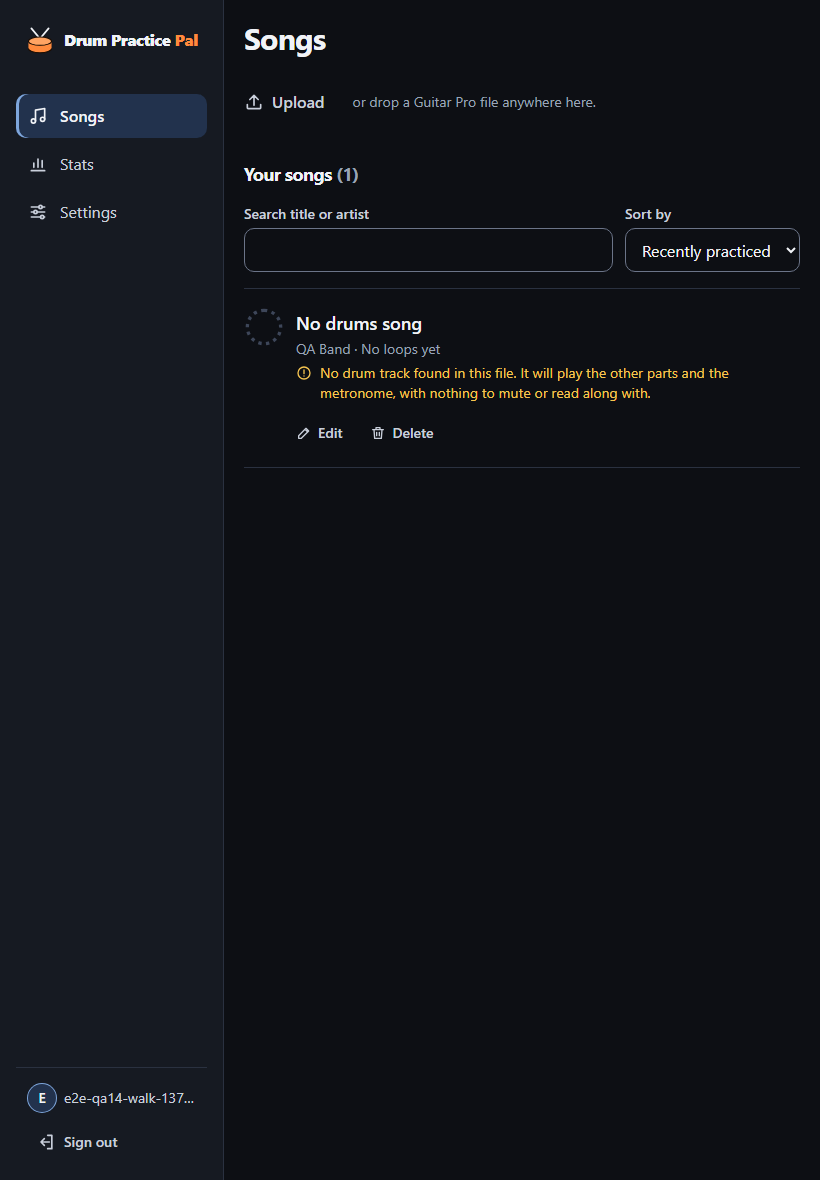 Drum Practice Pal
Songs
Stats
Settings
Songs
Upload
or drop a Guitar Pro file anywhere here.
Your songs (1)
Search title or artist
Sort by
Recently practiced
No drums song
QA Band · No loops yet
No drum track found in this file. It will play the other parts and the
metronome, with nothing to mute or read along with.
Edit
Delete
E
e2e-qa14-walk-137...
Sign out